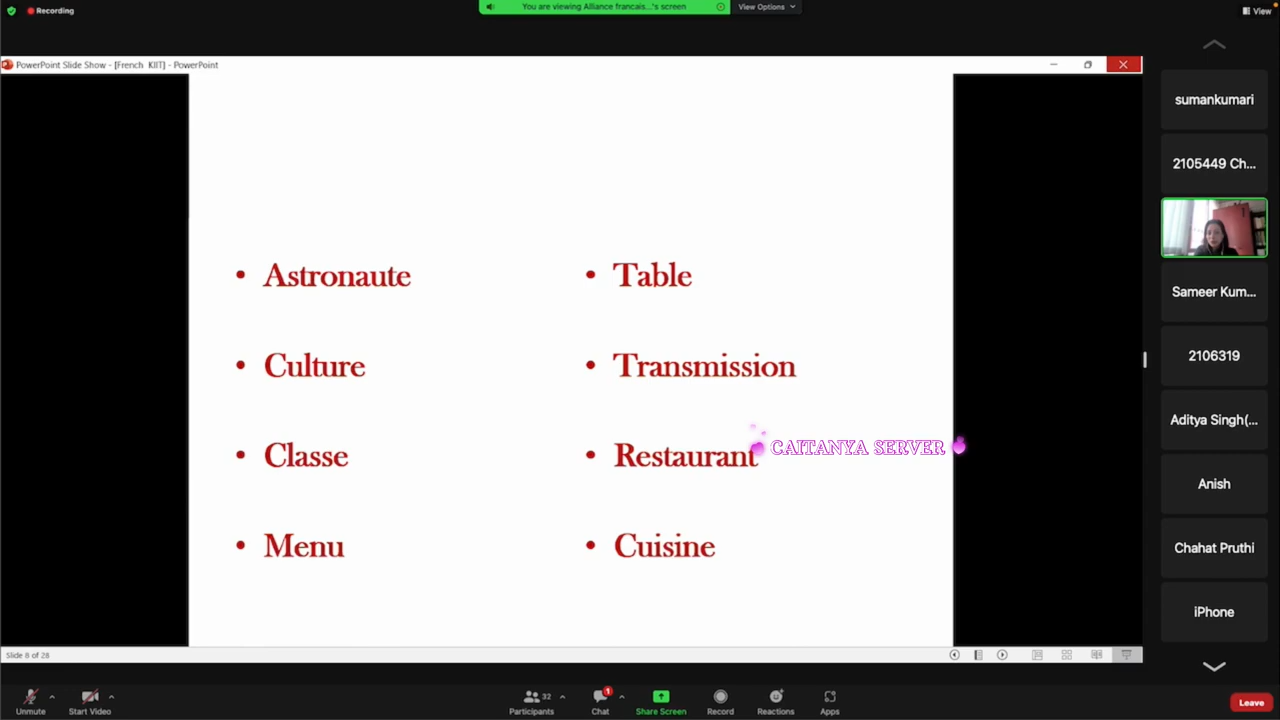 Recording
You are viewing Alliance francais...'s screen
View Options
View
PowerPoint Slide Show - [French KIIT] - PowerPoint
• Astronaute
• Culture
• Classe
• Menu
• Table
• Transmission
• Restaurant
• Cuisine
CAITANYA SERVER
Slide 8 of 28
sumankumari
2105449 Ch...
Sameer Kum...
2106319
Aditya Singh(...
Anish
Chahat Pruthi
iPhone
Unmute
Start Video
32
Participants
1
Chat
Share Screen
Record
Reactions
Apps
Leave